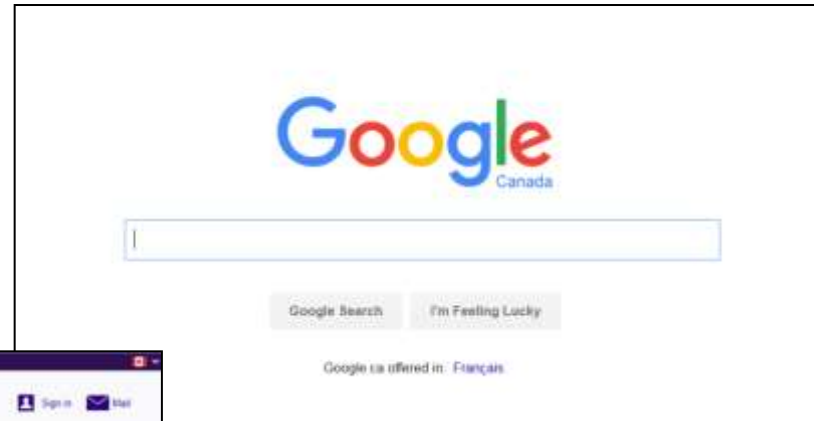 Google
Canada
Google Search I'm Feeling Lucky
Google.ca offered in: Français
Sign in Mail